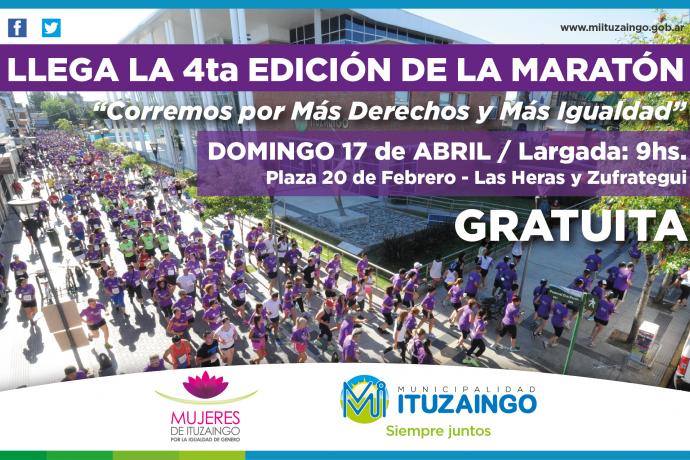 www.miituzaingo.gob.ar
LLEGA LA 4ta EDICIÓN DE LA MARATÓN
“Corremos por Más Derechos y Más Igualdad”
DOMINGO 17 de ABRIL / Largada: 9hs.
Plaza 20 de Febrero - Las Heras y Zufrategui
GRATUITA
MUJERES
DE ITUZAINGO
POR LA IGUALDAD DE GENERO
MUNICIPALIDAD
ITUZAINGO
Siempre juntos